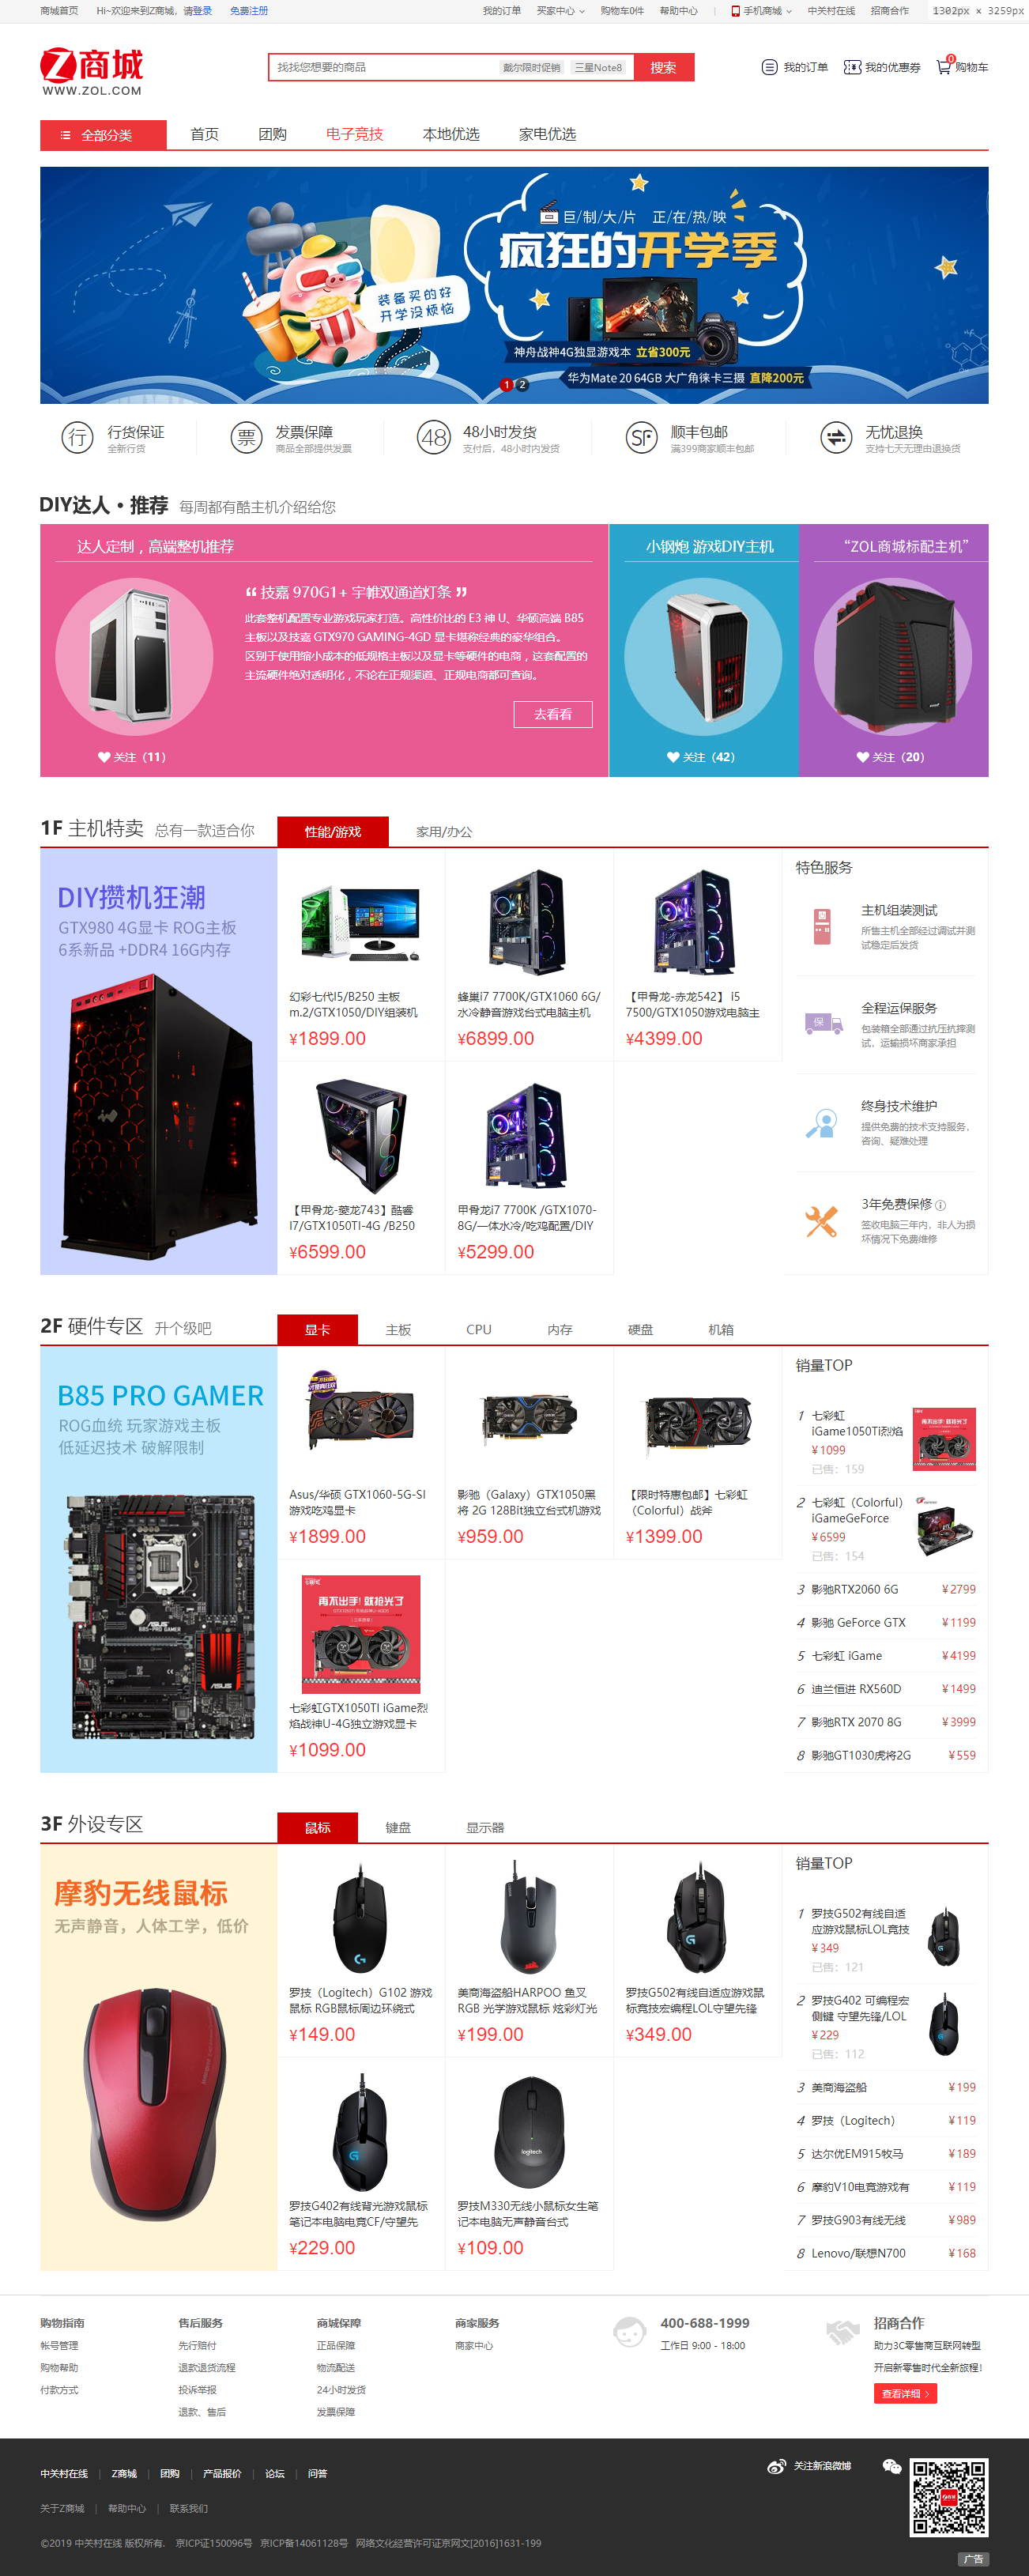 商城首页 Hi~欢迎来到Z商城，请登录 免费注册 我的订单 买家中心 购物车0件 帮助中心 手机商城 中关村在线 招商合作 1302px × 3259px
Z商城
WWW.ZOL.COM
找找您想要的商品 戴尔限时促销 三星Note8 搜索
我的订单 我的优惠券 0 购物车
全部分类 首页 团购 电子竞技 本地优选 家电优选
巨/制/大/片 正/在/热/映
疯狂的开学季
装备买的好
开学没烦恼
神舟战神4G独显游戏本 立省300元
华为Mate 20 64GB 大广角徕卡三摄 直降200元
1 2
行 行货保证
全新行货
票 发票保障
商品全部提供发票
48 48小时发货
支付后，48小时内发货
SF 顺丰包邮
满399商家顺丰包邮
无忧退换
支持七天无理由退换货
DIY达人・推荐 每周都有酷主机介绍给您
达人定制，高端整机推荐
“ 技嘉 970G1+ 宇帷双通道灯条 ”
此套整机配置专业游戏玩家打造。高性价比的 E3 神 U、华硕高端 B85
主板以及技嘉 GTX970 GAMING-4GD 显卡堪称经典的豪华组合。
区别于使用缩小成本的低规格主板以及显卡等硬件的电商，这套配置的
主流硬件绝对透明化，不论在正规渠道、正规电商都可查询。
去看看
关注（11）
小钢炮 游戏DIY主机
关注（42）
“ZOL商城标配主机”
关注（20）
1F 主机特卖 总有一款适合你 性能/游戏 家用/办公
DIY攒机狂潮
GTX980 4G显卡 ROG主板
6系新品 +DDR4 16G内存
幻彩七代I5/B250 主板
m.2/GTX1050/DIY组装机
¥1899.00
蜂巢i7 7700K/GTX1060 6G/
水冷静音游戏台式电脑主机
¥6899.00
【甲骨龙-赤龙542】 i5
7500/GTX1050游戏电脑主
¥4399.00
【甲骨龙-夔龙743】酷睿
I7/GTX1050TI-4G /B250
¥6599.00
甲骨龙i7 7700K /GTX1070-
8G/一体水冷/吃鸡配置/DIY
¥5299.00
特色服务
主机组装测试
所售主机全部经过调试并测
试稳定后发货
保
全程运保服务
包装箱全部通过抗压抗摔测
试，运输损坏商家承担
终身技术维护
提供免费的技术支持服务，
咨询、疑难处理
3年免费保修
签收电脑三年内，非人为损
坏情况下免费维修
2F 硬件专区 升个级吧 显卡 主板 CPU 内存 硬盘 机箱
B85 PRO GAMER
ROG血统 玩家游戏主板
低延迟技术 破解限制
ASUS
B85-PRO GAMER
ASUS
Asus/华硕 GTX1060-5G-SI
游戏吃鸡显卡
¥1899.00
影驰（Galaxy）GTX1050黑
将 2G 128Bit独立台式机游戏
¥959.00
【限时特惠包邮】七彩虹
（Colorful）战斧
¥1399.00
再不出手！就抢光了
七彩虹GTX1050TI iGame烈
焰战神U-4G独立游戏显卡
¥1099.00
销量TOP
1 七彩虹
iGame1050Ti烈焰
¥1099
已售：159
再不出手！就抢光了
2 七彩虹（Colorful）
iGameGeForce
¥6599
已售：154
3 影驰RTX2060 6G ¥2799
4 影驰 GeForce GTX ¥1199
5 七彩虹 iGame ¥4199
6 迪兰恒进 RX560D ¥1499
7 影驰RTX 2070 8G ¥3999
8 影驰GT1030虎将2G ¥559
3F 外设专区 鼠标 键盘 显示器
摩豹无线鼠标
无声静音，人体工学，低价
罗技（Logitech）G102 游戏
鼠标 RGB鼠标周边环绕式
¥149.00
美商海盗船HARPOO 鱼叉
RGB 光学游戏鼠标 炫彩灯光
¥199.00
罗技G502有线自适应游戏鼠
标竞技宏编程LOL守望先锋
¥349.00
罗技G402有线背光游戏鼠标
笔记本电脑电竞CF/守望先
¥229.00
logitech
罗技M330无线小鼠标女生笔
记本电脑无声静音台式
¥109.00
销量TOP
1 罗技G502有线自适
应游戏鼠标LOL竞技
¥349
已售：121
2 罗技G402 可编程宏
侧键 守望先锋/LOL
¥229
已售：112
3 美商海盗船 ¥199
4 罗技（Logitech） ¥119
5 达尔优EM915牧马 ¥189
6 摩豹V10电竞游戏有 ¥119
7 罗技G903有线无线 ¥989
8 Lenovo/联想N700 ¥168
购物指南 售后服务 商城保障 商家服务 400-688-1999 招商合作
帐号管理 先行赔付 正品保障 商家中心 工作日 9:00 - 18:00 助力3C零售商互联网转型
购物帮助 退款退货流程 物流配送 开启新零售时代全新旅程！
付款方式 投诉举报 24小时发货 查看详细
退款、售后 发票保障
中关村在线 | Z商城 | 团购 | 产品报价 | 论坛 | 问答 关注新浪微博
关于Z商城 | 帮助中心 | 联系我们
©2019 中关村在线 版权所有. 京ICP证150096号 京ICP备14061128号 网络文化经营许可证京网文[2016]1631-199
广告